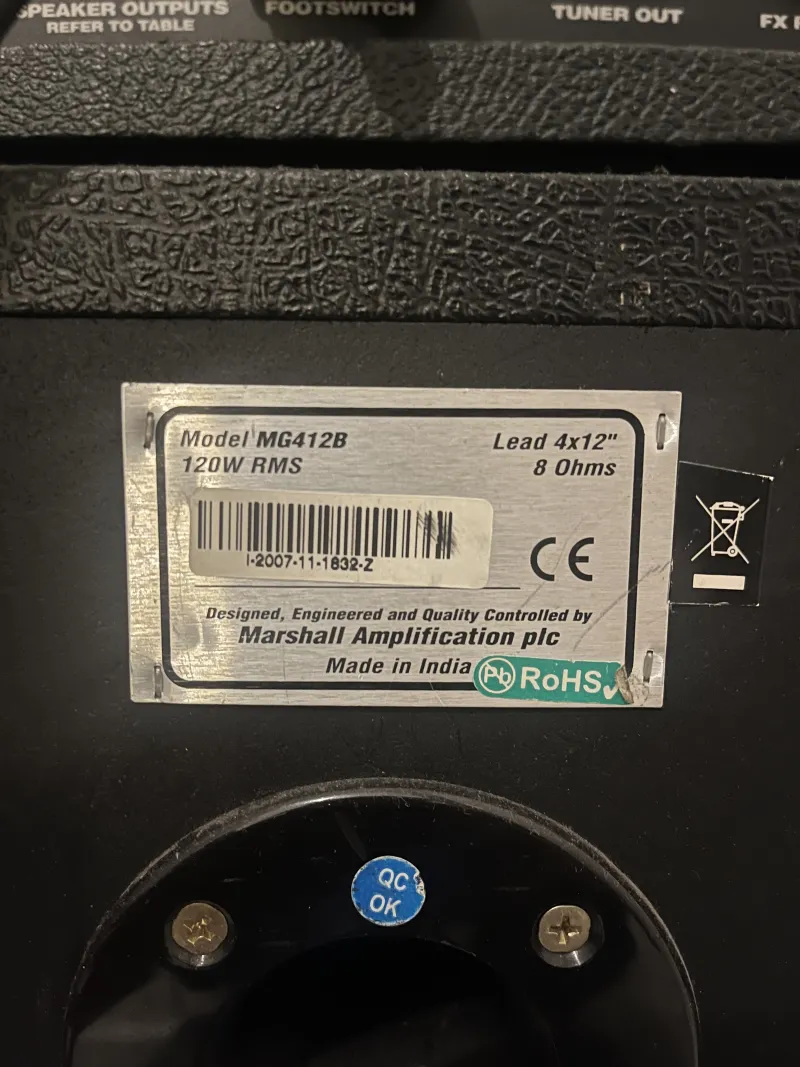 SPEAKER OUTPUTS
REFER TO TABLE
FOOTSWITCH
TUNER OUT
FX
Model MG412B
120W RMS
Lead 4x12"
8 Ohms
I-2007-11-1832-Z
CE
Designed, Engineered and Quality Controlled by
Marshall Amplification plc
Made in India
Pb RoHS
QC
OK